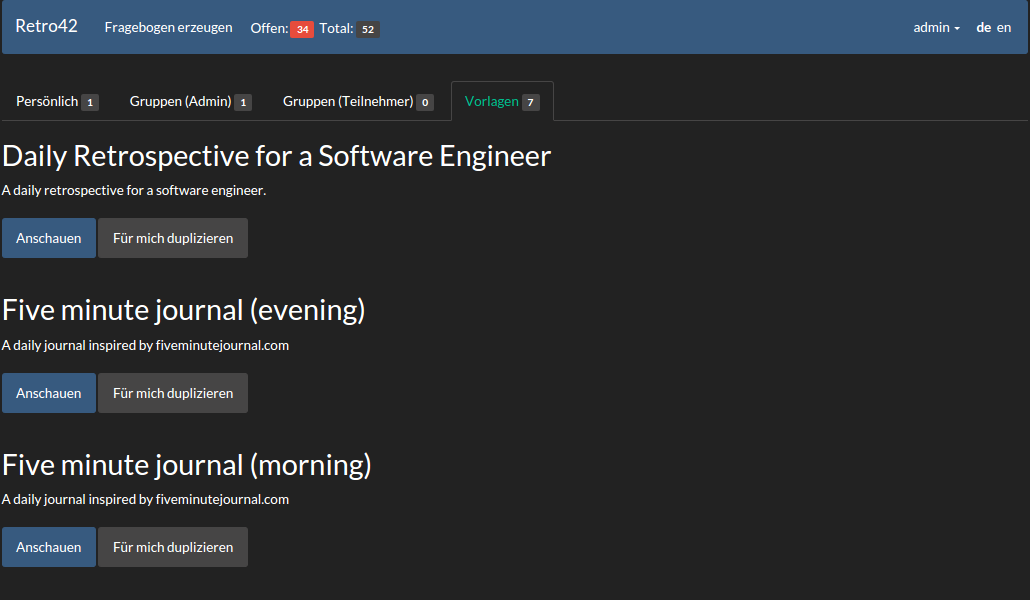 Retro42 Fragebogen erzeugen Offen: 34 Total: 52 admin de en
Persönlich 1 Gruppen (Admin) 1 Gruppen (Teilnehmer) 0 Vorlagen 7
Daily Retrospective for a Software Engineer
A daily retrospective for a software engineer.
Anschauen Für mich duplizieren
Five minute journal (evening)
A daily journal inspired by fiveminutejournal.com
Anschauen Für mich duplizieren
Five minute journal (morning)
A daily journal inspired by fiveminutejournal.com
Anschauen Für mich duplizieren